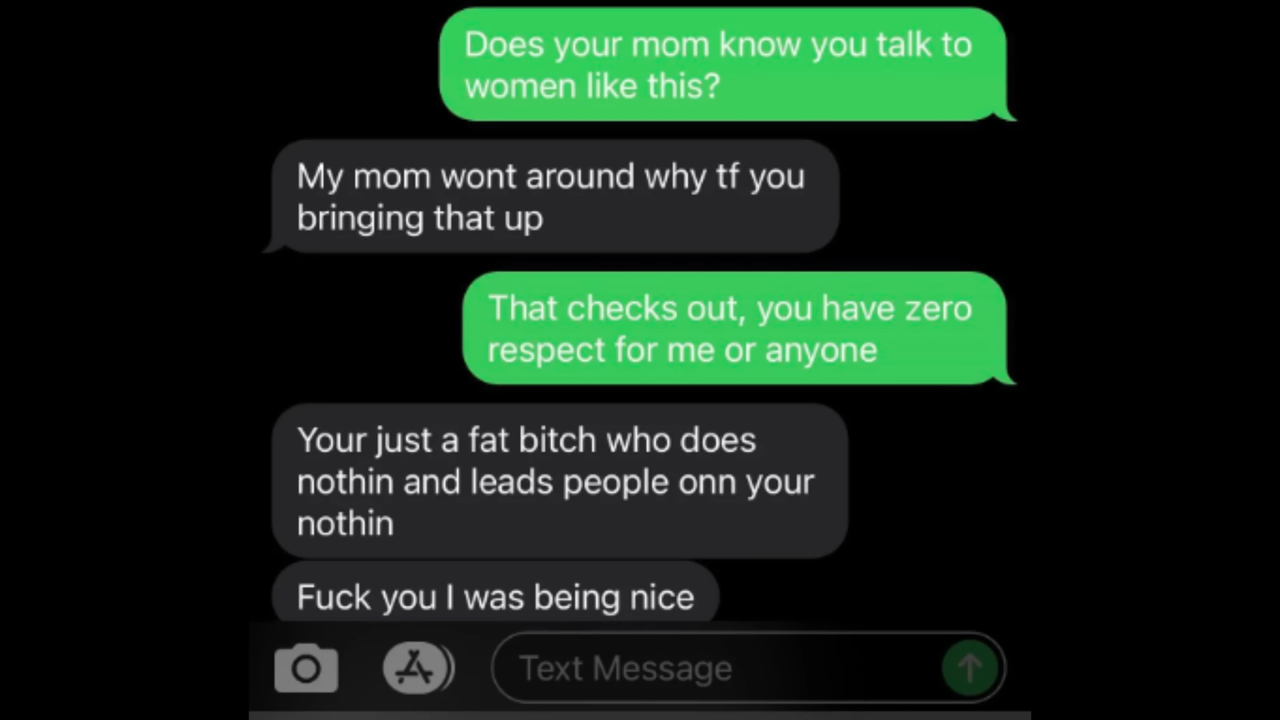 Does your mom know you talk to
women like this?
My mom wont around why tf you
bringing that up
That checks out, you have zero
respect for me or anyone
Your just a fat bitch who does
nothin and leads people onn your
nothin
Fuck you I was being nice
Text Message